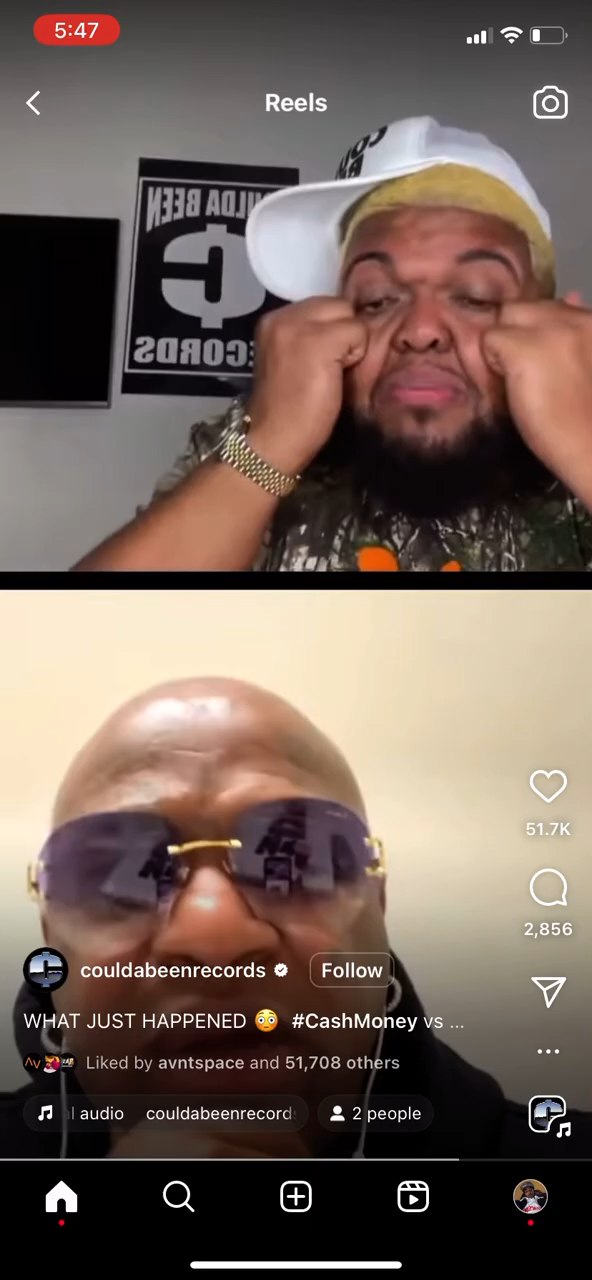 5:47
Reels
COULDA BEEN
RECORDS
couldabeenrecords
Follow
WHAT JUST HAPPENED 😳 #CashMoney vs ...
Liked by avntspace and 51,708 others
l audio couldabeenrecords
2 people
51.7K
2,856